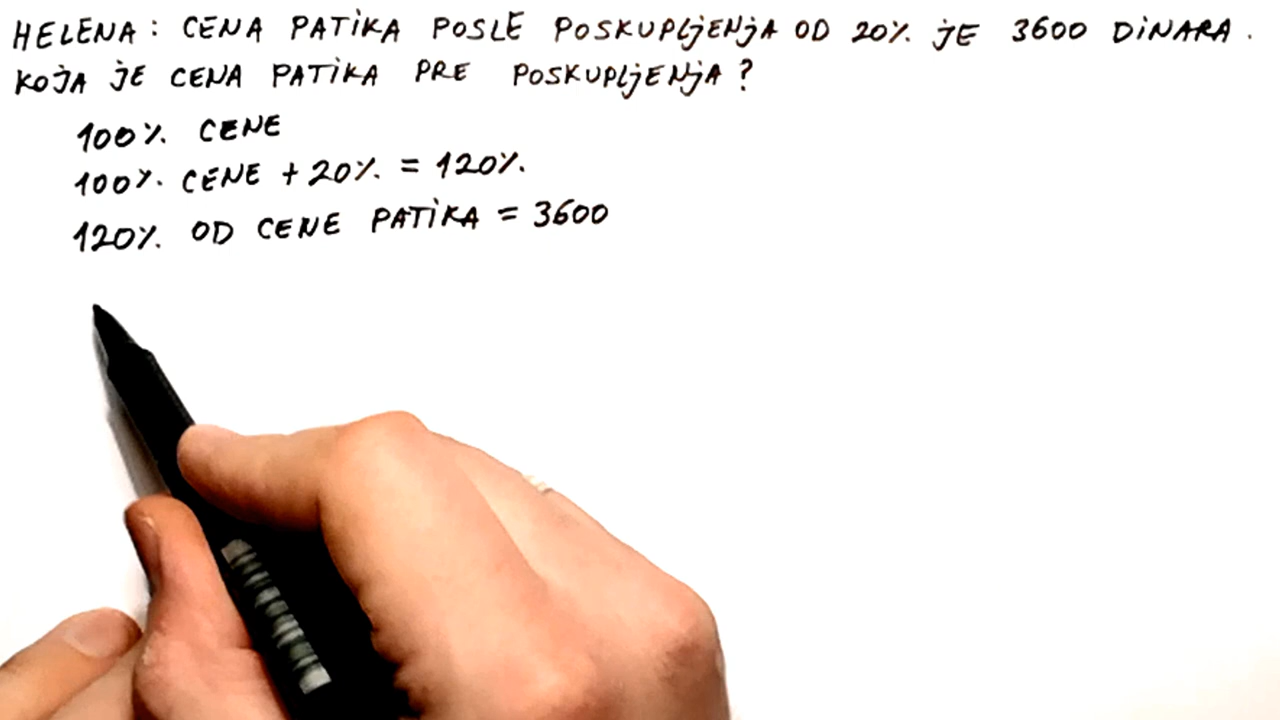 HELENA: CENA PATIKA POSLE POSKUPLJENJA OD 20% JE 3600 DINARA.
KOJA JE CENA PATIKA PRE POSKUPLJENJA?
100% CENE
100% CENE + 20% = 120%
120% OD CENE PATIKA = 3600